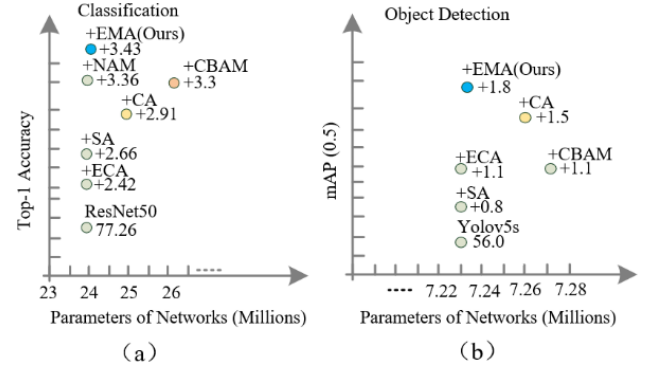 Classification
+EMA(Ours)
+3.43
+NAM
+3.36
+CBAM
+3.3
+CA
+2.91
+SA
+2.66
+ECA
+2.42
ResNet50
77.26
Top-1 Accuracy
23 24 25 26
Parameters of Networks (Millions)
(a)
Object Detection
+EMA(Ours)
+1.8
+CA
+1.5
+ECA
+1.1
+CBAM
+1.1
+SA
+0.8
Yolov5s
56.0
mAP (0.5)
7.22 7.24 7.26 7.28
Parameters of Networks (Millions)
(b)